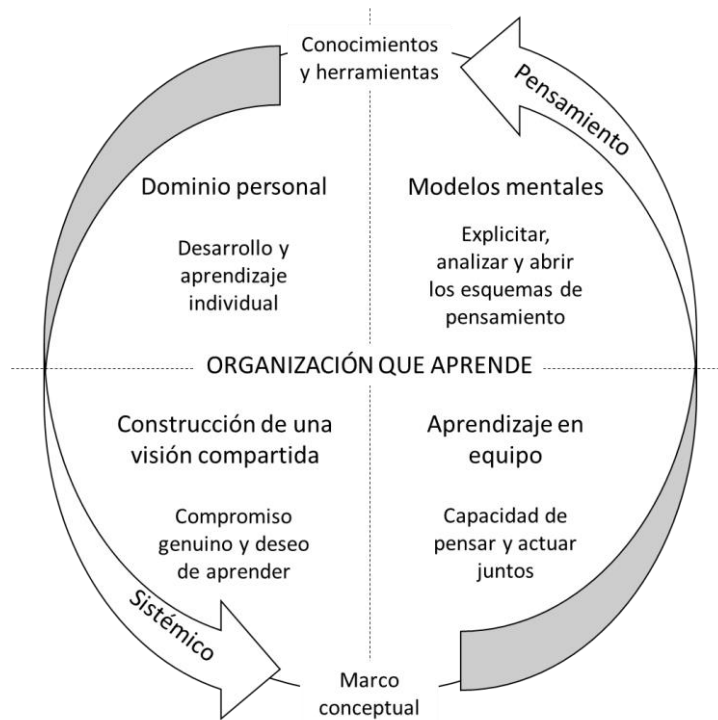 Conocimientos
y herramientas
Pensamiento
Dominio personal
Desarrollo y
aprendizaje
individual
Modelos mentales
Explicitar,
analizar y abrir
los esquemas de
pensamiento
ORGANIZACIÓN QUE APRENDE
Construcción de una
visión compartida
Compromiso
genuino y deseo
de aprender
Aprendizaje en
equipo
Capacidad de
pensar y actuar
juntos
Sistémico
Marco
conceptual